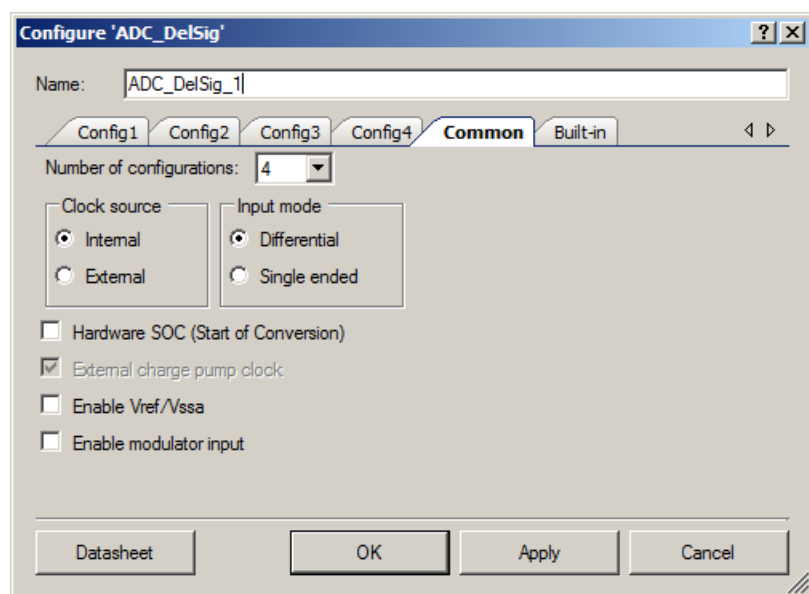 Configure 'ADC_DelSig'
Name: ADC_DelSig_1
Config1 Config2 Config3 Config4 Common Built-in
Number of configurations: 4
Clock source Input mode
Internal Differential
External Single ended
Hardware SOC (Start of Conversion)
External charge pump clock
Enable Vref/Vssa
Enable modulator input
Datasheet OK Apply Cancel